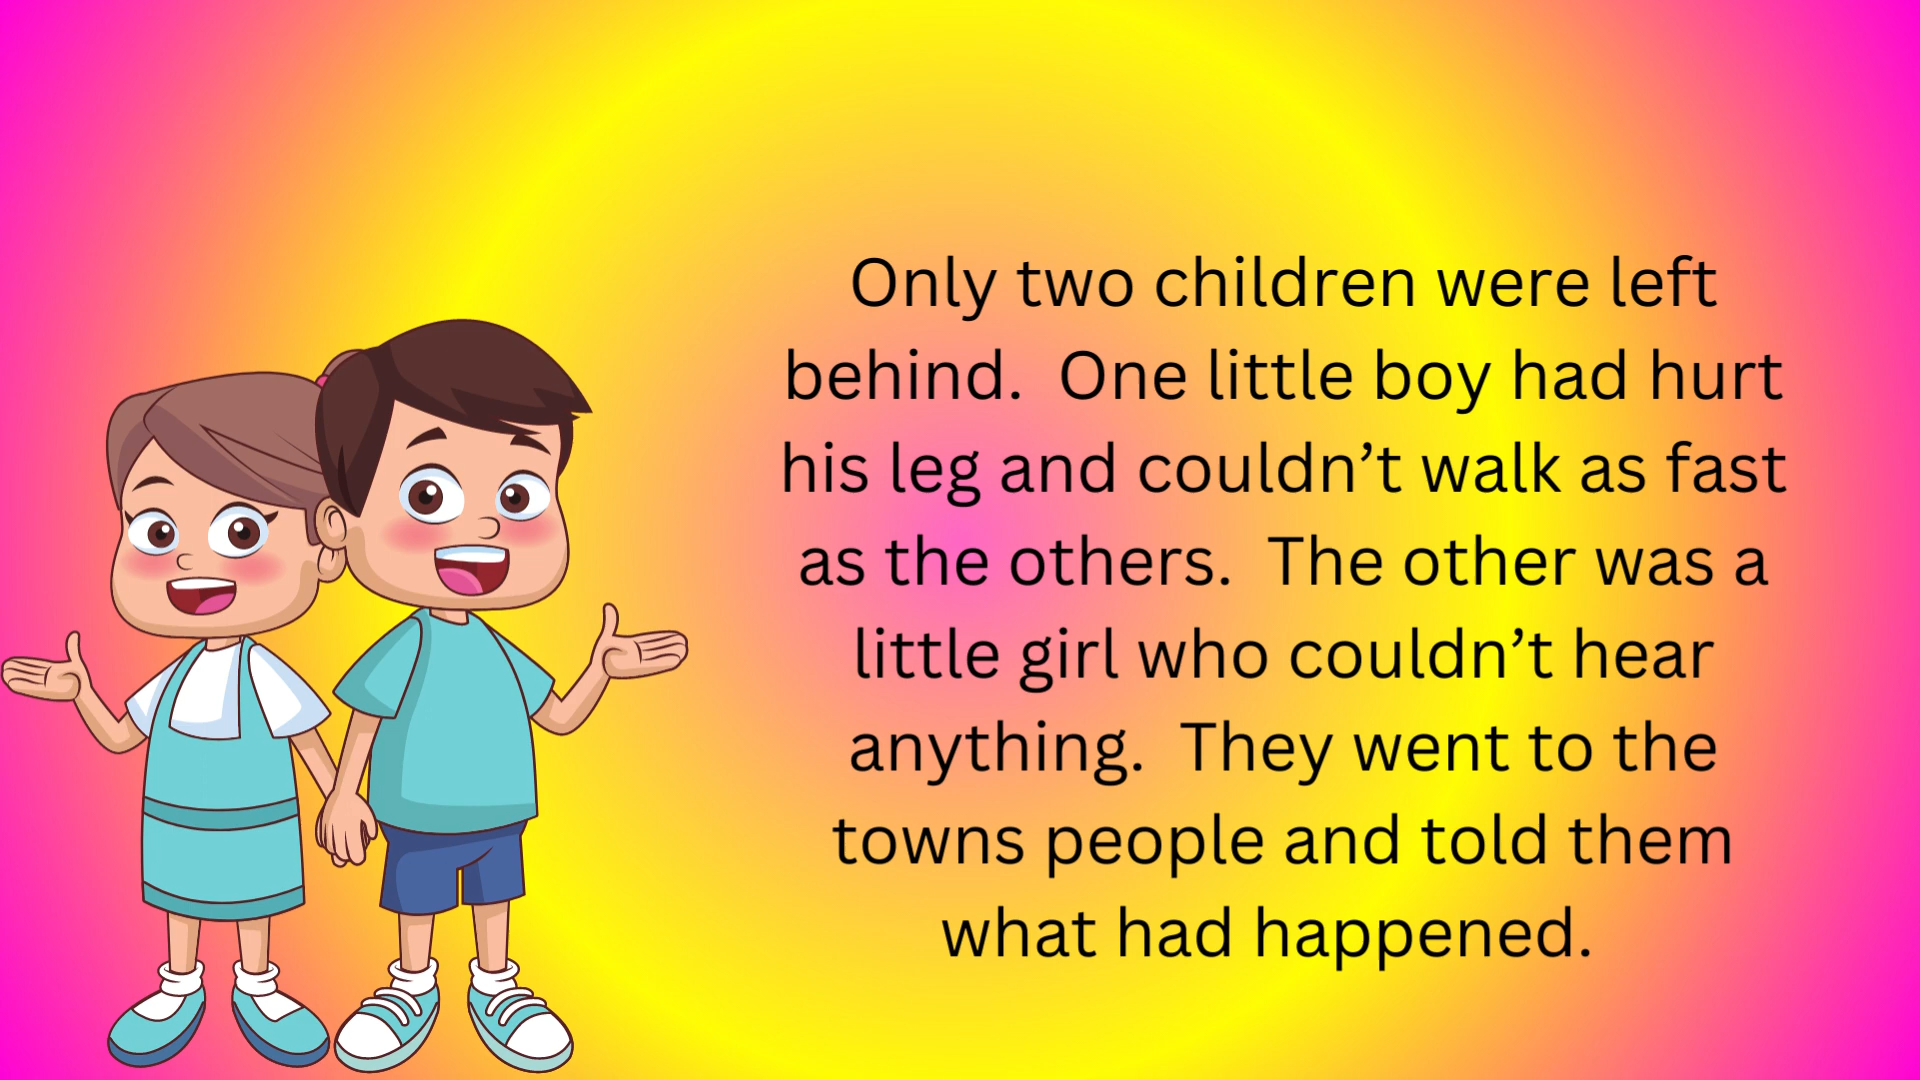 Only two children were left
behind.  One little boy had hurt
his leg and couldn’t walk as fast
as the others.  The other was a
little girl who couldn’t hear
anything.  They went to the
towns people and told them
what had happened.